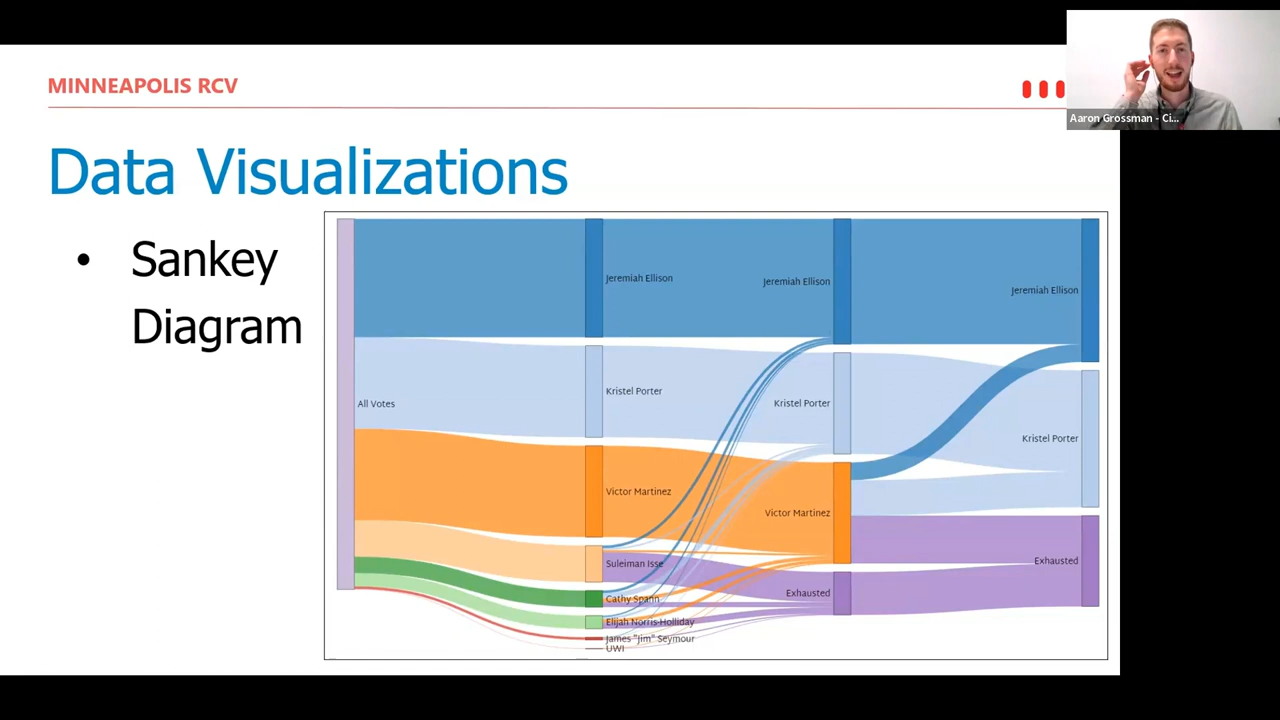 MINNEAPOLIS RCV
Aaron Grossman - Ci...
Data Visualizations
• Sankey
Diagram
All Votes
Jeremiah Ellison
Kristel Porter
Victor Martinez
Suleiman Isse
Cathy Spann
Elijah Norris-Holliday
James "Jim" Seymour
UWI
Jeremiah Ellison
Kristel Porter
Victor Martinez
Exhausted
Jeremiah Ellison
Kristel Porter
Exhausted